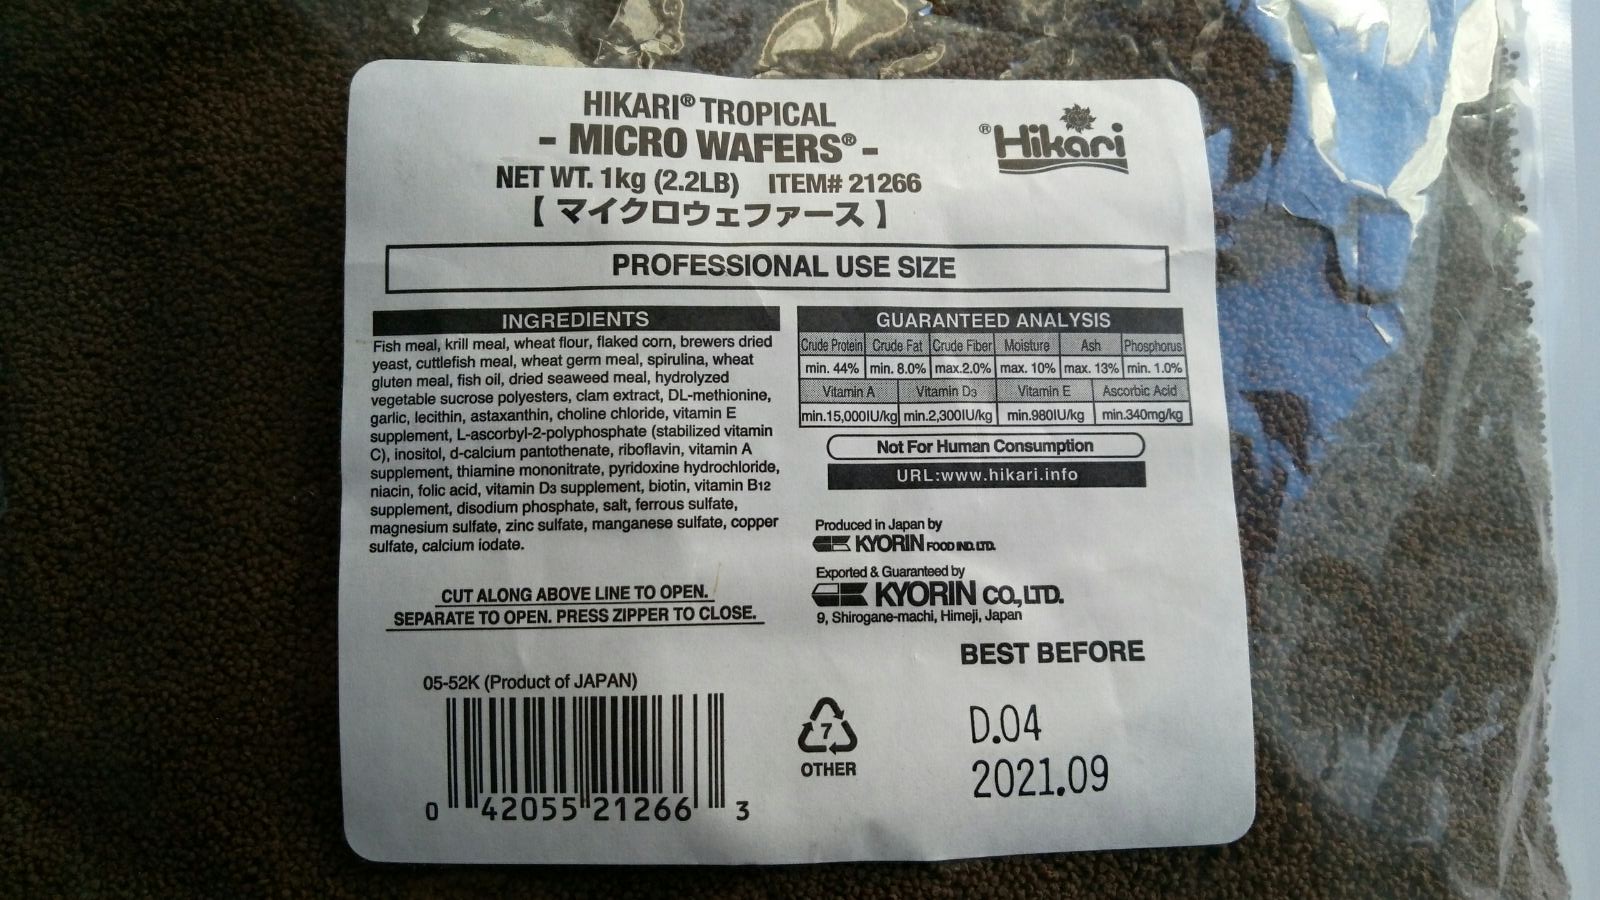 HIKARI® TROPICAL
- MICRO WAFERS® -
NET WT. 1kg (2.2LB) ITEM# 21266
【マイクロウェファース】
®Hikari
PROFESSIONAL USE SIZE
INGREDIENTS
Fish meal, krill meal, wheat flour, flaked corn, brewers dried
yeast, cuttlefish meal, wheat germ meal, spirulina, wheat
gluten meal, fish oil, dried seaweed meal, hydrolyzed
vegetable sucrose polyesters, clam extract, DL-methionine,
garlic, lecithin, astaxanthin, choline chloride, vitamin E
supplement, L-ascorbyl-2-polyphosphate (stabilized vitamin
C), inositol, d-calcium pantothenate, riboflavin, vitamin A
supplement, thiamine mononitrate, pyridoxine hydrochloride,
niacin, folic acid, vitamin D3 supplement, biotin, vitamin B12
supplement, disodium phosphate, salt, ferrous sulfate,
magnesium sulfate, zinc sulfate, manganese sulfate, copper
sulfate, calcium iodate.
CUT ALONG ABOVE LINE TO OPEN.
SEPARATE TO OPEN. PRESS ZIPPER TO CLOSE.
05-52K (Product of JAPAN)
0 42055 21266 3
GUARANTEED ANALYSIS
Crude Protein Crude Fat Crude Fiber Moisture Ash Phosphorus
min. 44% min. 8.0% max.2.0% max. 10% max. 13% min. 1.0%
Vitamin A Vitamin D3 Vitamin E Ascorbic Acid
min.15,000IU/kg min.2,300IU/kg min.980IU/kg min.340mg/kg
Not For Human Consumption
URL:www.hikari.info
Produced in Japan by
KYORIN FOOD IND. LTD.
Exported & Guaranteed by
KYORIN CO., LTD.
9, Shirogane-machi, Himeji, Japan
BEST BEFORE
7
OTHER
D.04
2021.09